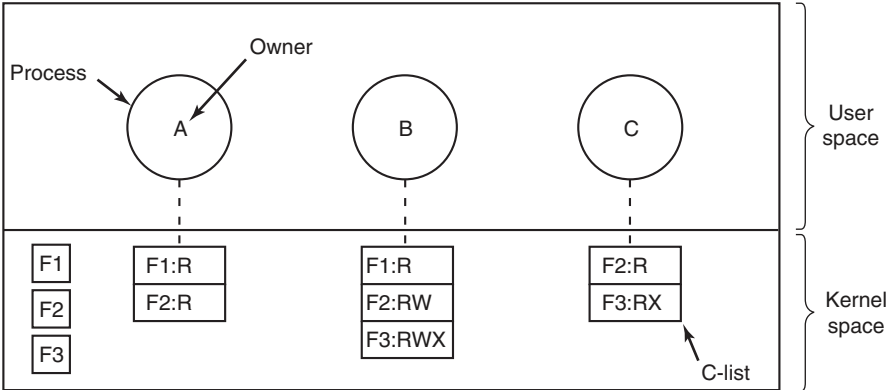 Owner
Process
A
B
C
User
space
F1
F2
F3
F1:R
F2:R
F1:R
F2:RW
F3:RWX
F2:R
F3:RX
C-list
Kernel
space